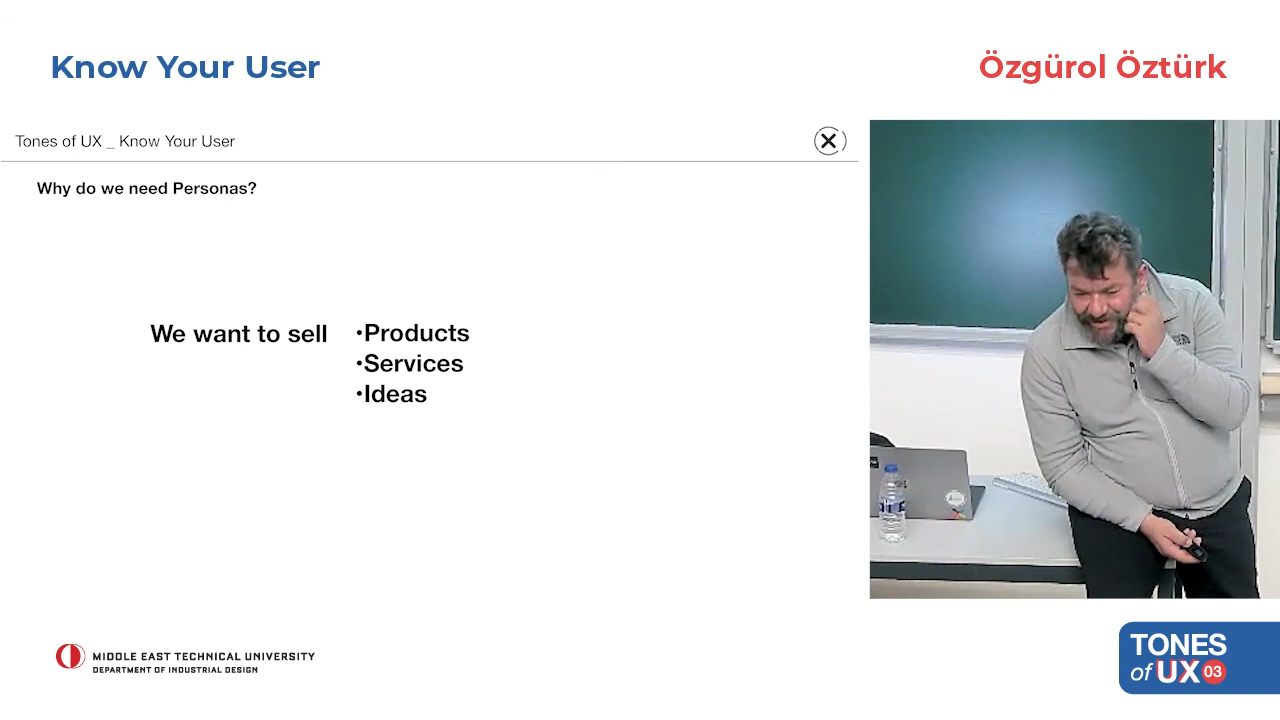 Know Your User
Özgürol Öztürk
Tones of UX _ Know Your User
Why do we need Personas?
We want to sell
•Products
•Services
•Ideas
MIDDLE EAST TECHNICAL UNIVERSITY
DEPARTMENT OF INDUSTRIAL DESIGN
TONES
of UX 03